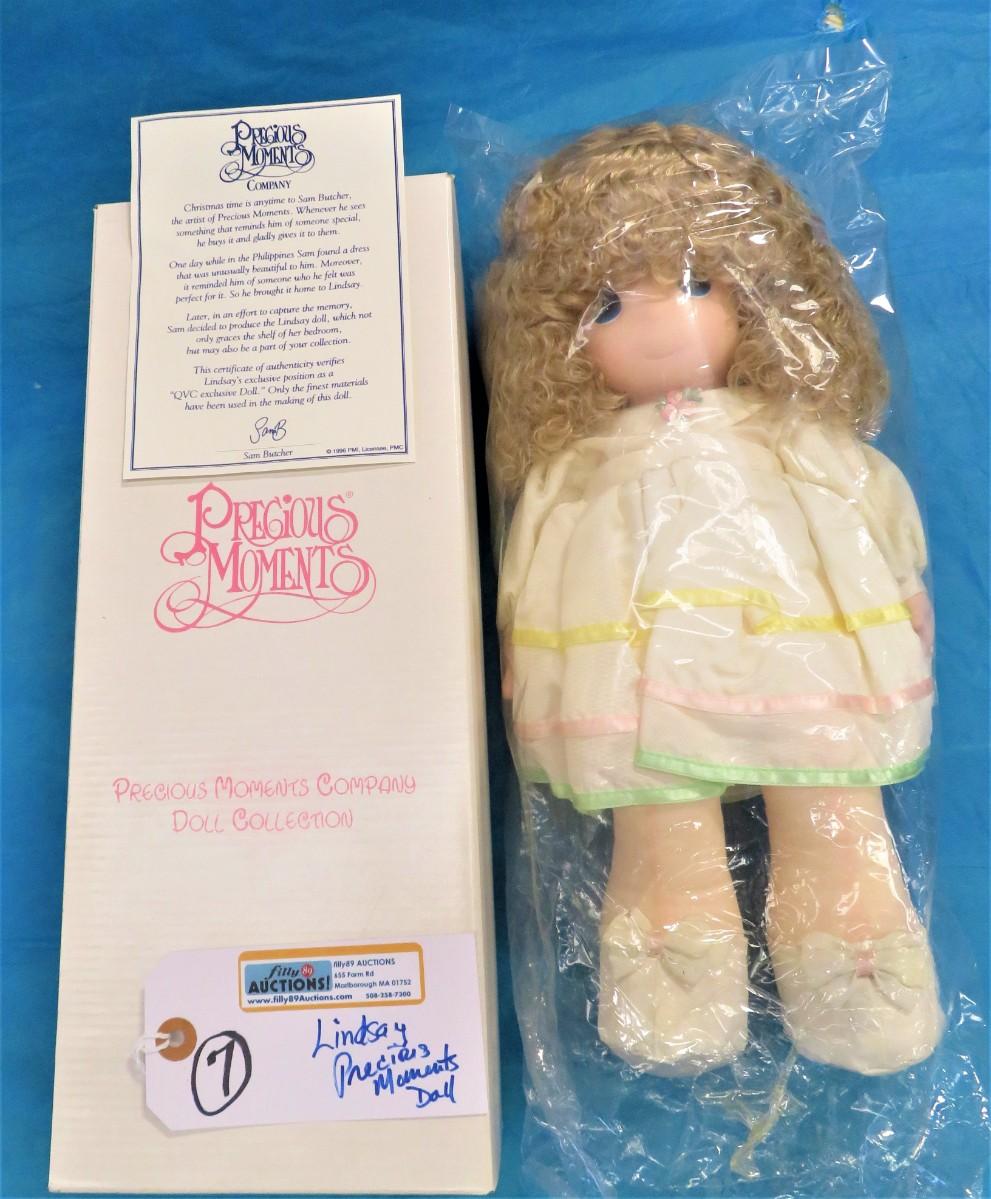 PRECIOUS
MOMENTS
COMPANY
Christmas time is anytime to Sam Butcher,
the artist of Precious Moments. Whenever he sees
something that reminds him of someone special,
he buys it and gladly gives it to them.
One day while in the Philippines Sam found a dress
that was unusually beautiful to him. Moreover,
it reminded him of someone who he felt was
perfect for it. So he brought it home to Lindsay.
Later, in an effort to capture the memory,
Sam decided to produce the Lindsay doll, which not
only graces the shelf of her bedroom,
but may also be a part of your collection.
This certificate of authenticity verifies
Lindsay's exclusive position as a
"QVC exclusive Doll." Only the finest materials
have been used in the making of this doll.
SamB
Sam Butcher
© 1996 PMI, Licensee, PMC
PRECIOUS®
MOMENTS
PRECIOUS MOMENTS COMPANY
DOLL COLLECTION
filly 89
AUCTIONS!
filly89 AUCTIONS
655 Farm Rd
Marlborough MA 01752
www.filly89Auctions.com 508-258-7300
7
Lindsay
Precious
Moments
Doll